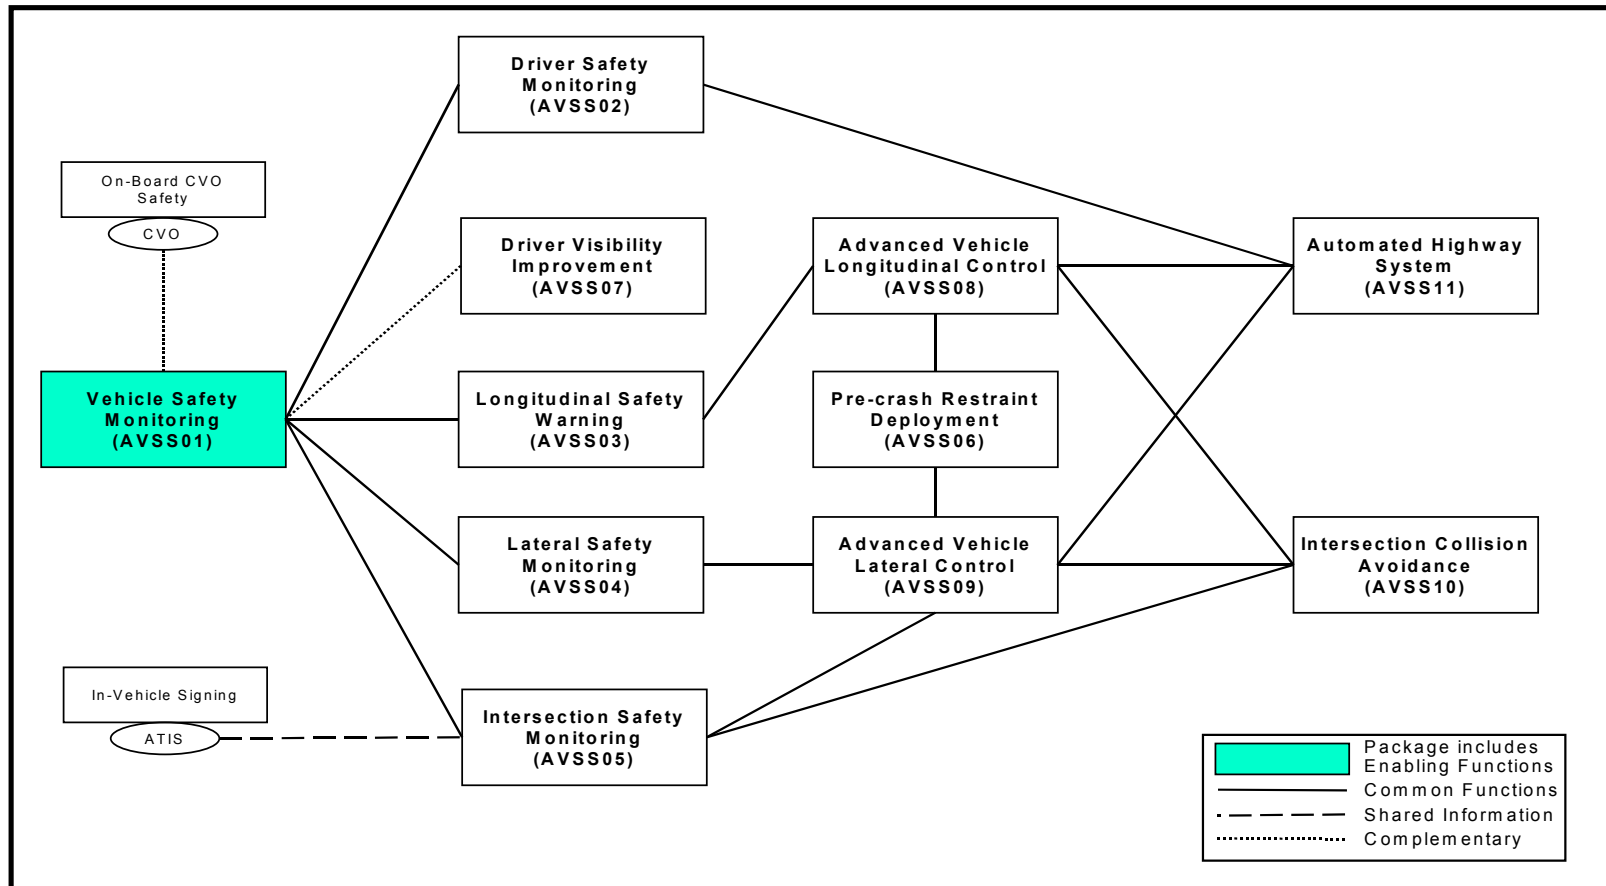 Driver Safety
Monitoring
(AVSS02)
On-Board CVO
Safety
CVO
Driver Visibility
Improvement
(AVSS07)
Advanced Vehicle
Longitudinal Control
(AVSS08)
Automated Highway
System
(AVSS11)
Vehicle Safety
Monitoring
(AVSS01)
Longitudinal Safety
Warning
(AVSS03)
Pre-crash Restraint
Deployment
(AVSS06)
Lateral Safety
Monitoring
(AVSS04)
Advanced Vehicle
Lateral Control
(AVSS09)
Intersection Collision
Avoidance
(AVSS10)
In-Vehicle Signing
ATIS
Intersection Safety
Monitoring
(AVSS05)
Package includes
Enabling Functions
Common Functions
Shared Information
Complementary